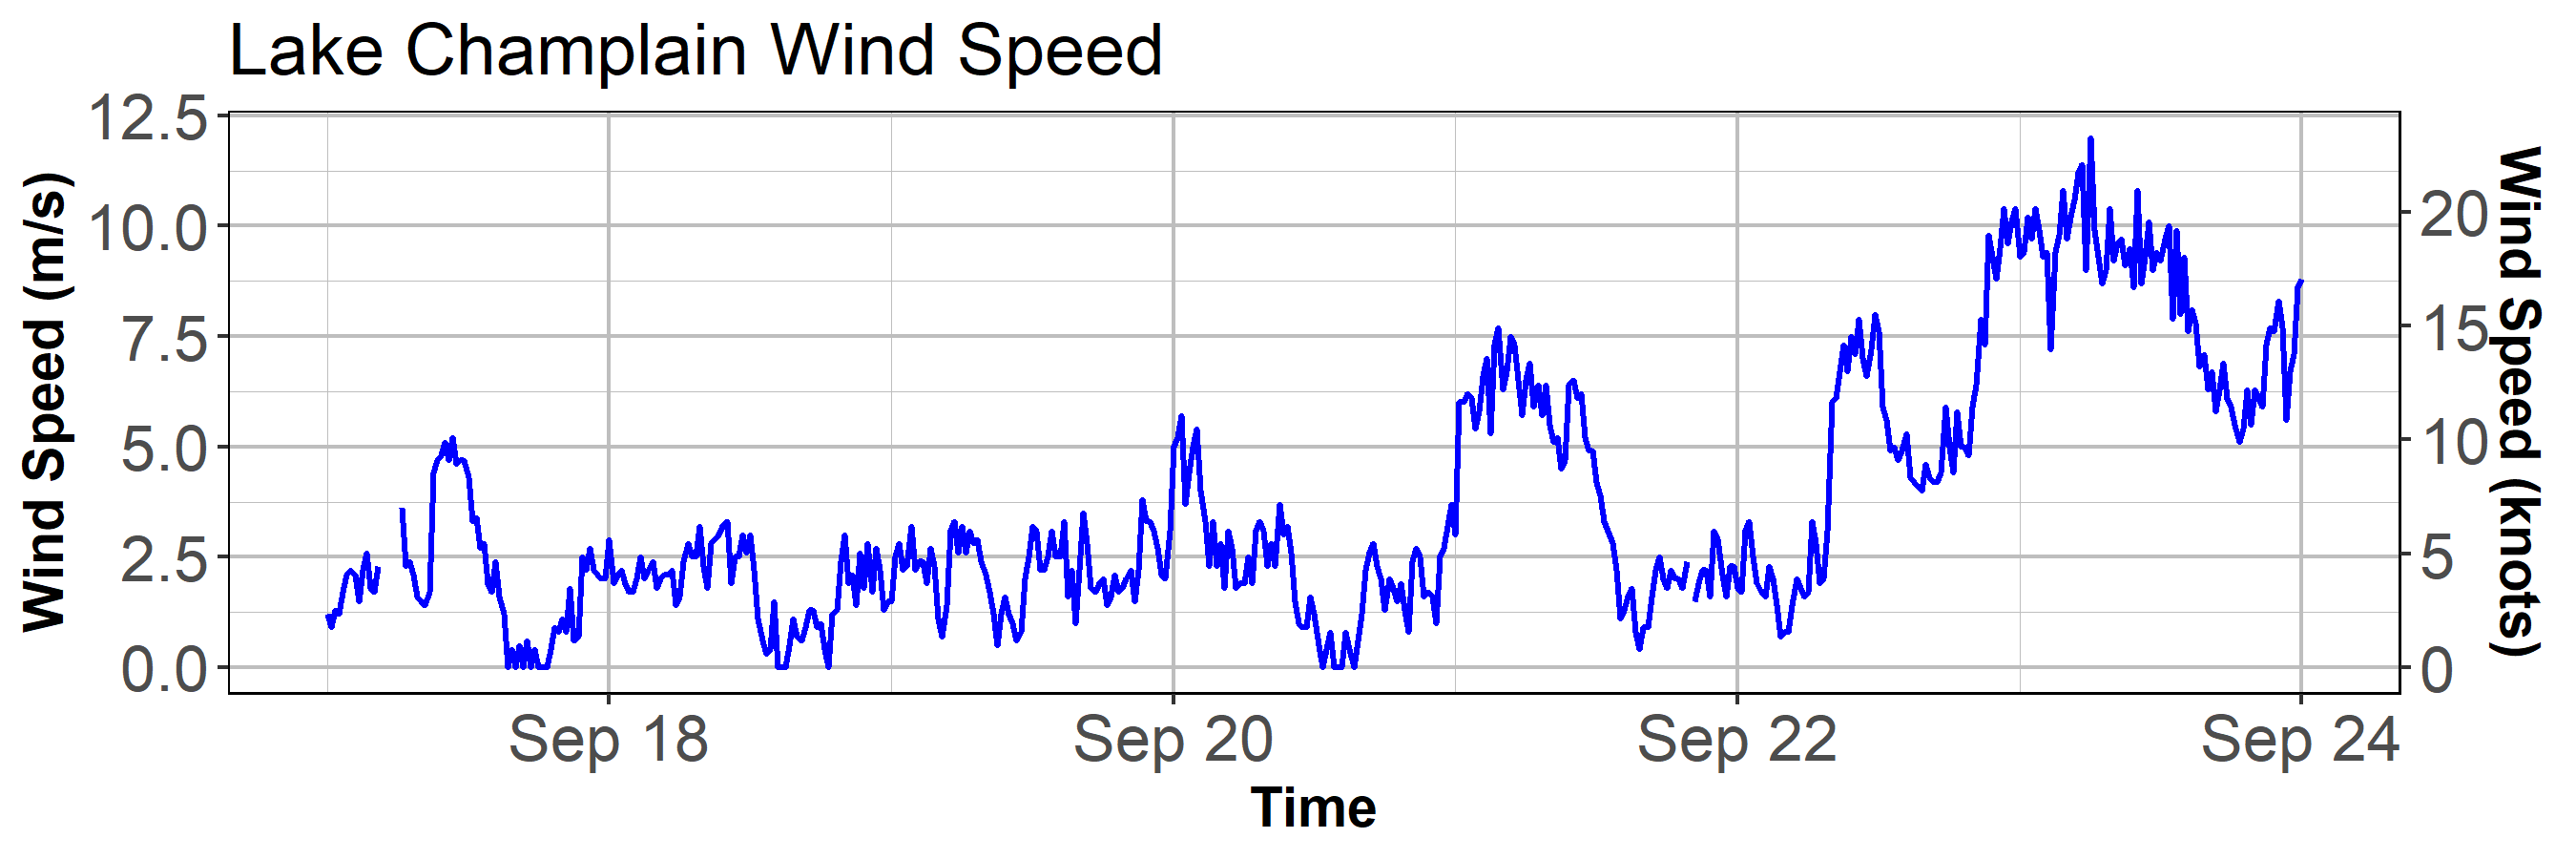 Lake Champlain Wind Speed
Wind Speed (m/s)
12.5
10.0
7.5
5.0
2.5
0.0
20
15
10
5
0
Wind Speed (knots)
Sep 18 Sep 20 Sep 22 Sep 24
Time